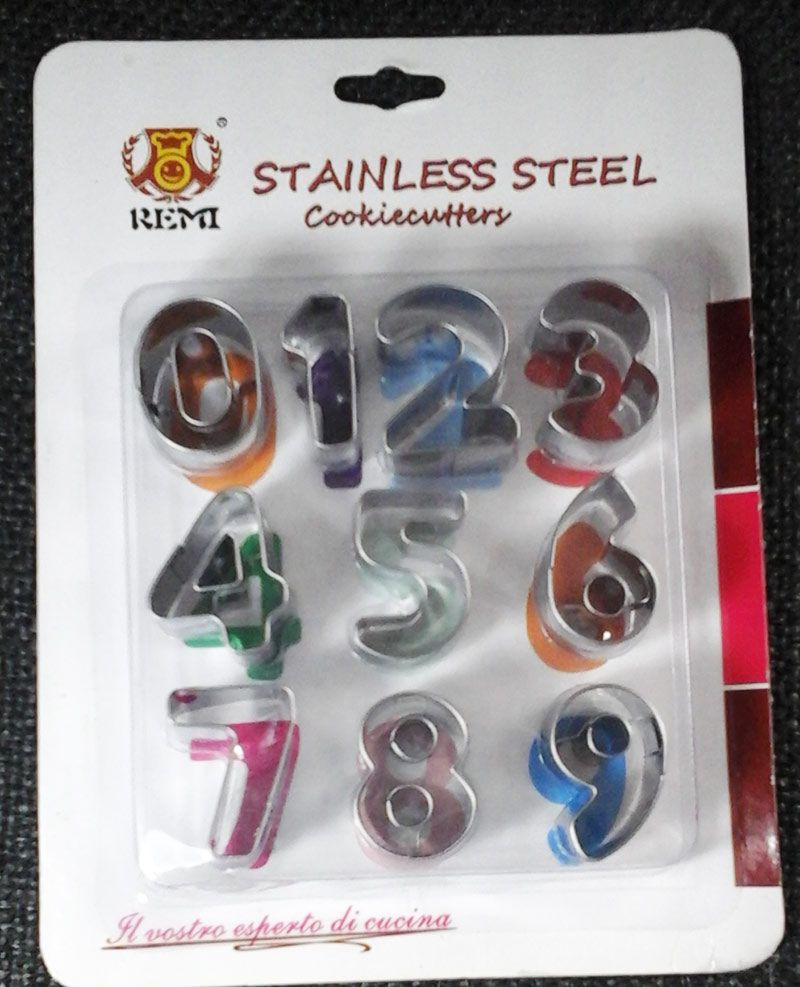 ®
REMI
STAINLESS STEEL
Cookiecutters
0 1 2 3
4 5 6
7 8 9
Il vostro esperto di cucina